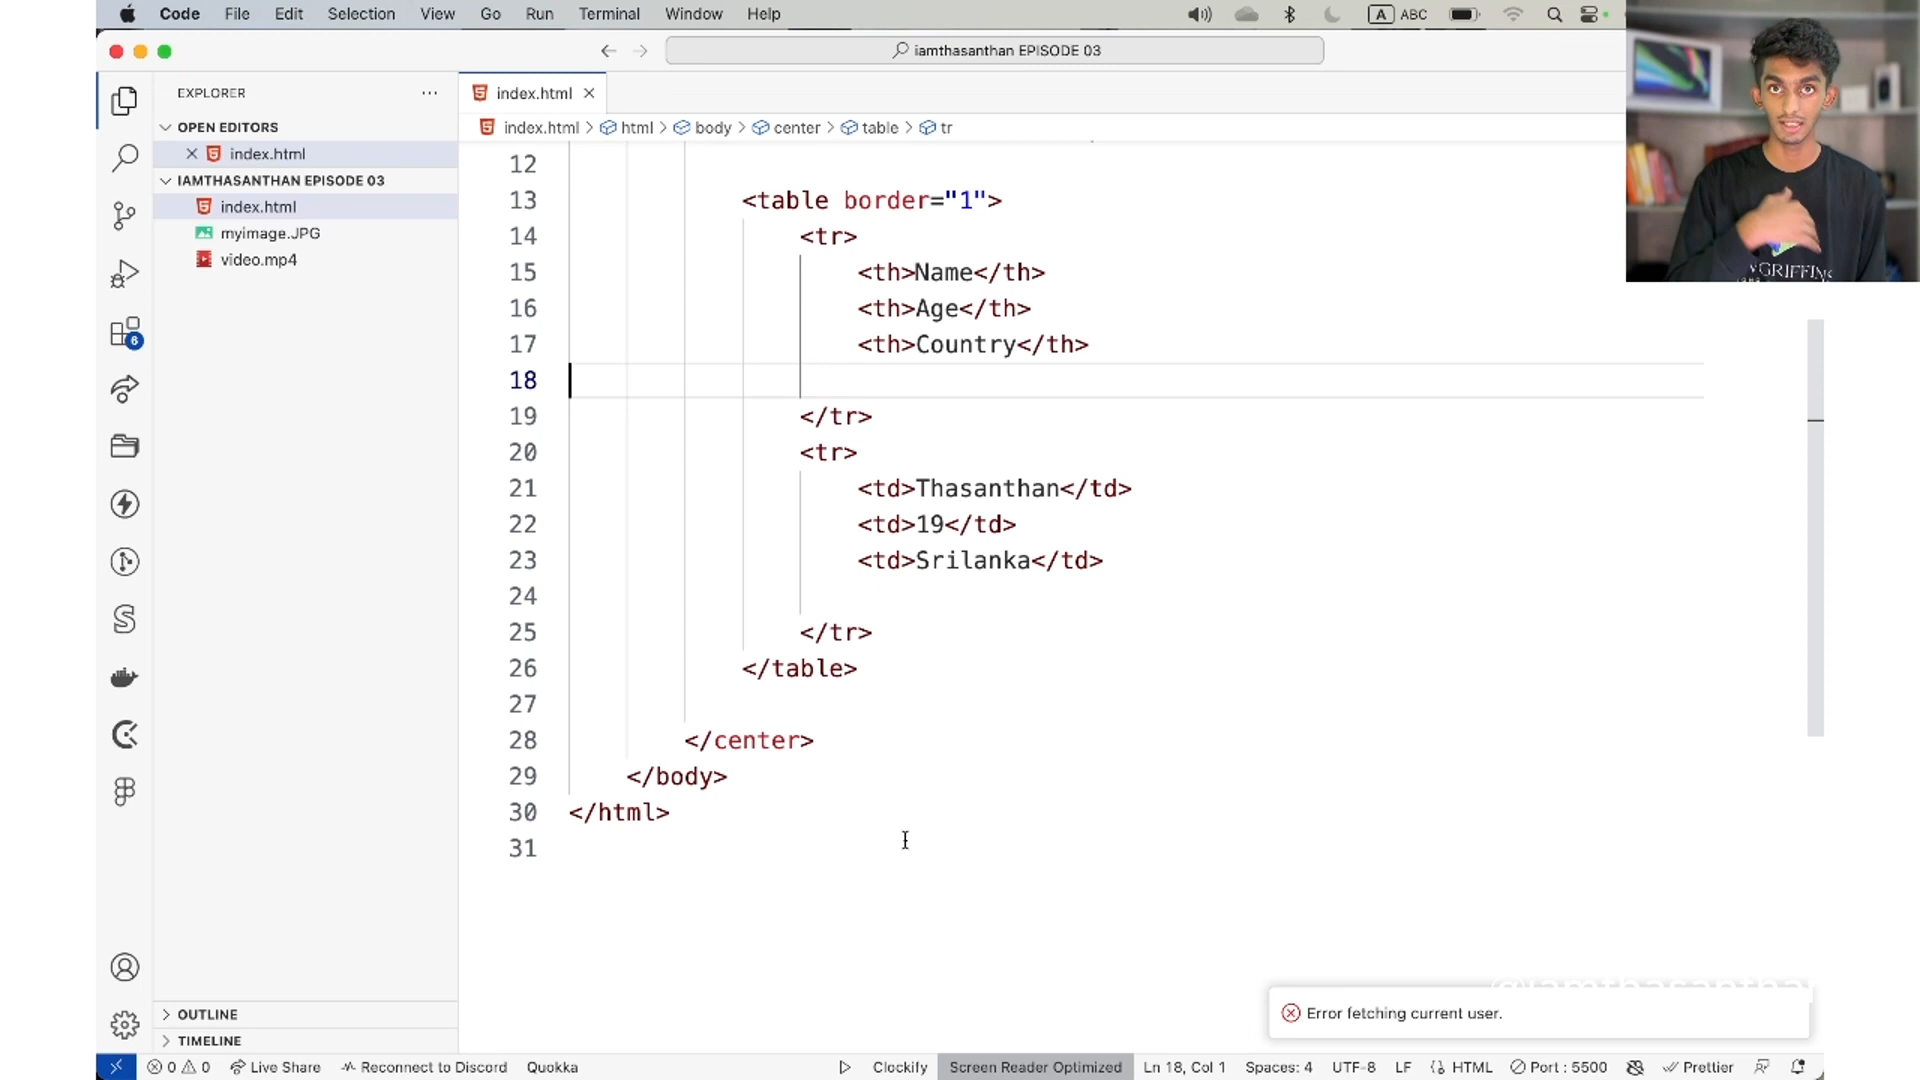 Code File Edit Selection View Go Run Terminal Window Help A ABC
iamthasanthan EPISODE 03
EXPLORER
index.html
OPEN EDITORS
index.html > html > body > center > table > tr
index.html
IAMTHASANTHAN EPISODE 03
index.html
myimage.JPG
video.mp4
12
13 <table border="1">
14 <tr>
15 <th>Name</th>
16 <th>Age</th>
17 <th>Country</th>
18
19 </tr>
20 <tr>
21 <td>Thasanthan</td>
22 <td>19</td>
23 <td>Srilanka</td>
24
25 </tr>
26 </table>
27
28 </center>
29 </body>
30 </html>
31
6
OUTLINE
TIMELINE
Error fetching current user.
0 0 Live Share Reconnect to Discord Quokka Clockify Screen Reader Optimized Ln 18, Col 1 Spaces: 4 UTF-8 LF {} HTML Port : 5500 Prettier